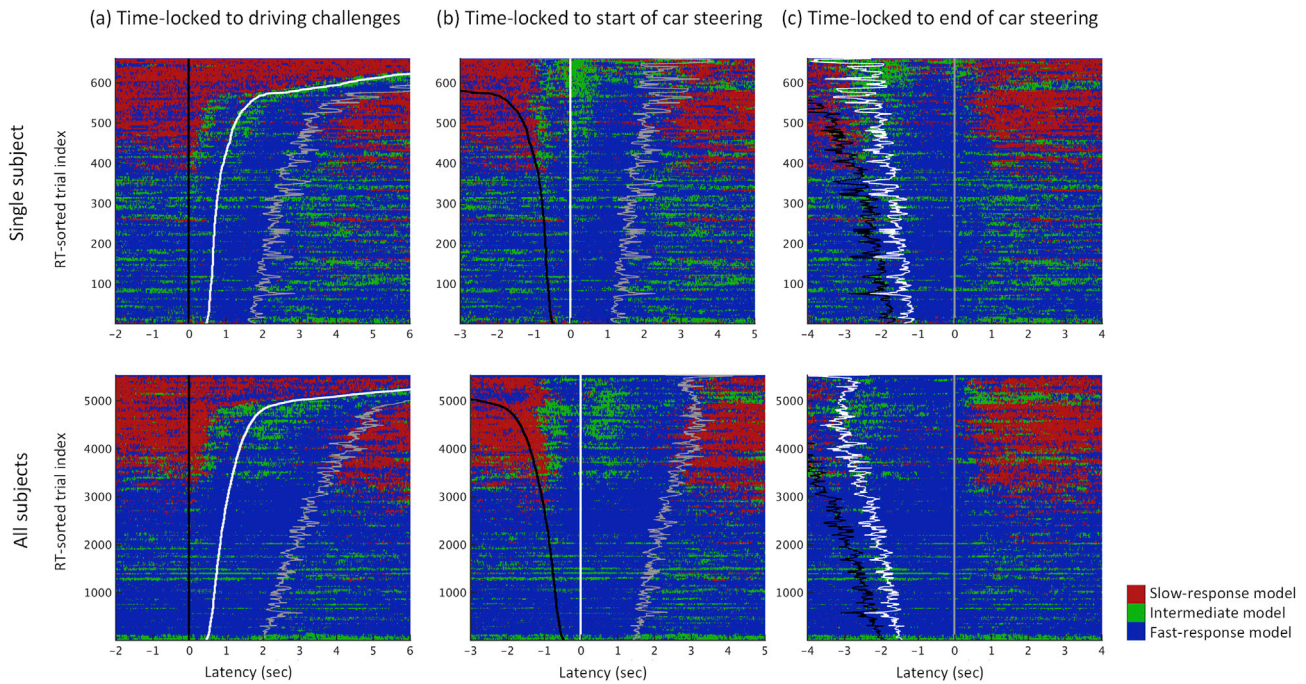 (a) Time-locked to driving challenges
(b) Time-locked to start of car steering
(c) Time-locked to end of car steering
Single subject
RT-sorted trial index
600
500
400
300
200
100
−2 −1 0 1 2 3 4 5 6
600
500
400
300
200
100
−3 −2 −1 0 1 2 3 4 5
600
500
400
300
200
100
−4 −3 −2 −1 0 1 2 3 4
All subjects
RT-sorted trial index
5000
4000
3000
2000
1000
−2 −1 0 1 2 3 4 5 6
Latency (sec)
5000
4000
3000
2000
1000
−3 −2 −1 0 1 2 3 4 5
Latency (sec)
5000
4000
3000
2000
1000
−4 −3 −2 −1 0 1 2 3 4
Latency (sec)
Slow-response model
Intermediate model
Fast-response model